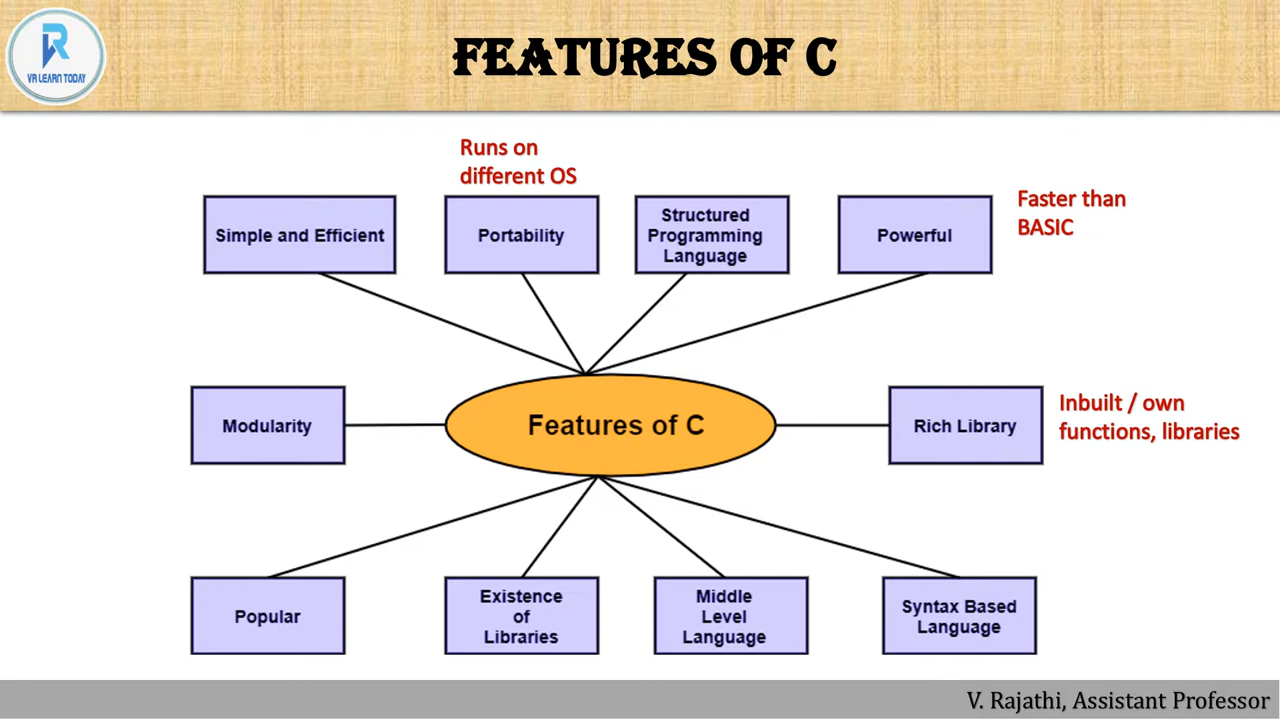 VR LEARN TODAY
FEATURES OF C
Runs on
different OS
Simple and Efficient
Portability
Structured
Programming
Language
Powerful
Faster than
BASIC
Modularity
Features of C
Rich Library
Inbuilt / own
functions, libraries
Popular
Existence
of
Libraries
Middle
Level
Language
Syntax Based
Language
V. Rajathi, Assistant Professor